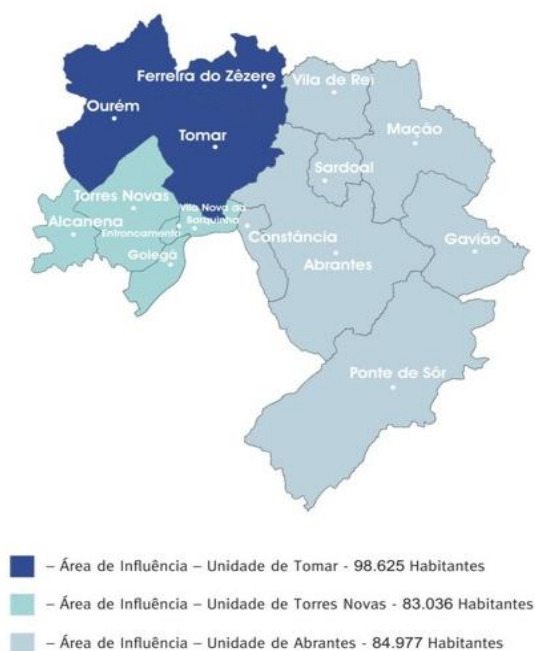 Ferreira do Zêzere
Vila de Rei
Ourém
Mação
Tomar
Sardoal
Torres Novas
Vila Nova da
Barquinha
Alcanena
Entroncamento
Constância
Gavião
Golegã
Abrantes
Ponte de Sôr
– Área de Influência – Unidade de Tomar - 98.625 Habitantes
– Área de Influência – Unidade de Torres Novas - 83.036 Habitantes
– Área de Influência – Unidade de Abrantes - 84.977 Habitantes